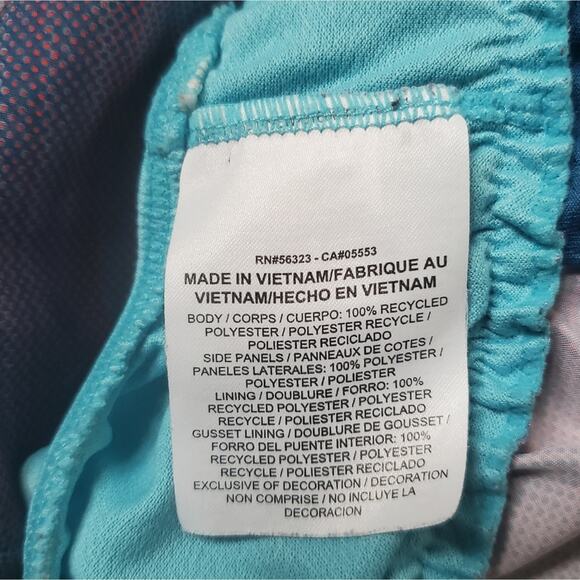 RN#56323 - CA#05553
MADE IN VIETNAM/FABRIQUE AU
VIETNAM/HECHO EN VIETNAM
BODY / CORPS / CUERPO: 100% RECYCLED
POLYESTER / POLYESTER RECYCLE /
POLIESTER RECICLADO
SIDE PANELS / PANNEAUX DE COTES /
PANELES LATERALES: 100% POLYESTER
/ POLYESTER / POLIESTER
LINING / DOUBLURE / FORRO: 100%
RECYCLED POLYESTER / POLYESTER
RECYCLE / POLIESTER RECICLADO
GUSSET LINING / DOUBLURE DE GOUSSET /
FORRO DEL PUENTE INTERIOR: 100%
RECYCLED POLYESTER / POLYESTER
RECYCLE / POLIESTER RECICLADO
EXCLUSIVE OF DECORATION / DECORATION
NON COMPRISE / NO INCLUYE LA
DECORACION